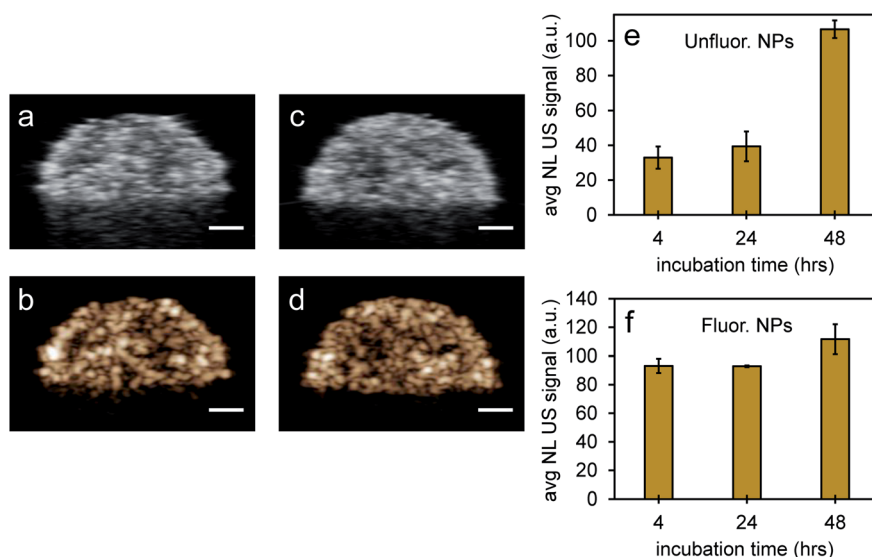 a
c
b
d
e
Unfluor. NPs
avg NL US signal (a.u.)
100
80
60
40
20
0
4 24 48
incubation time (hrs)
f
Fluor. NPs
avg NL US signal (a.u.)
140
120
100
80
60
40
20
0
4 24 48
incubation time (hrs)